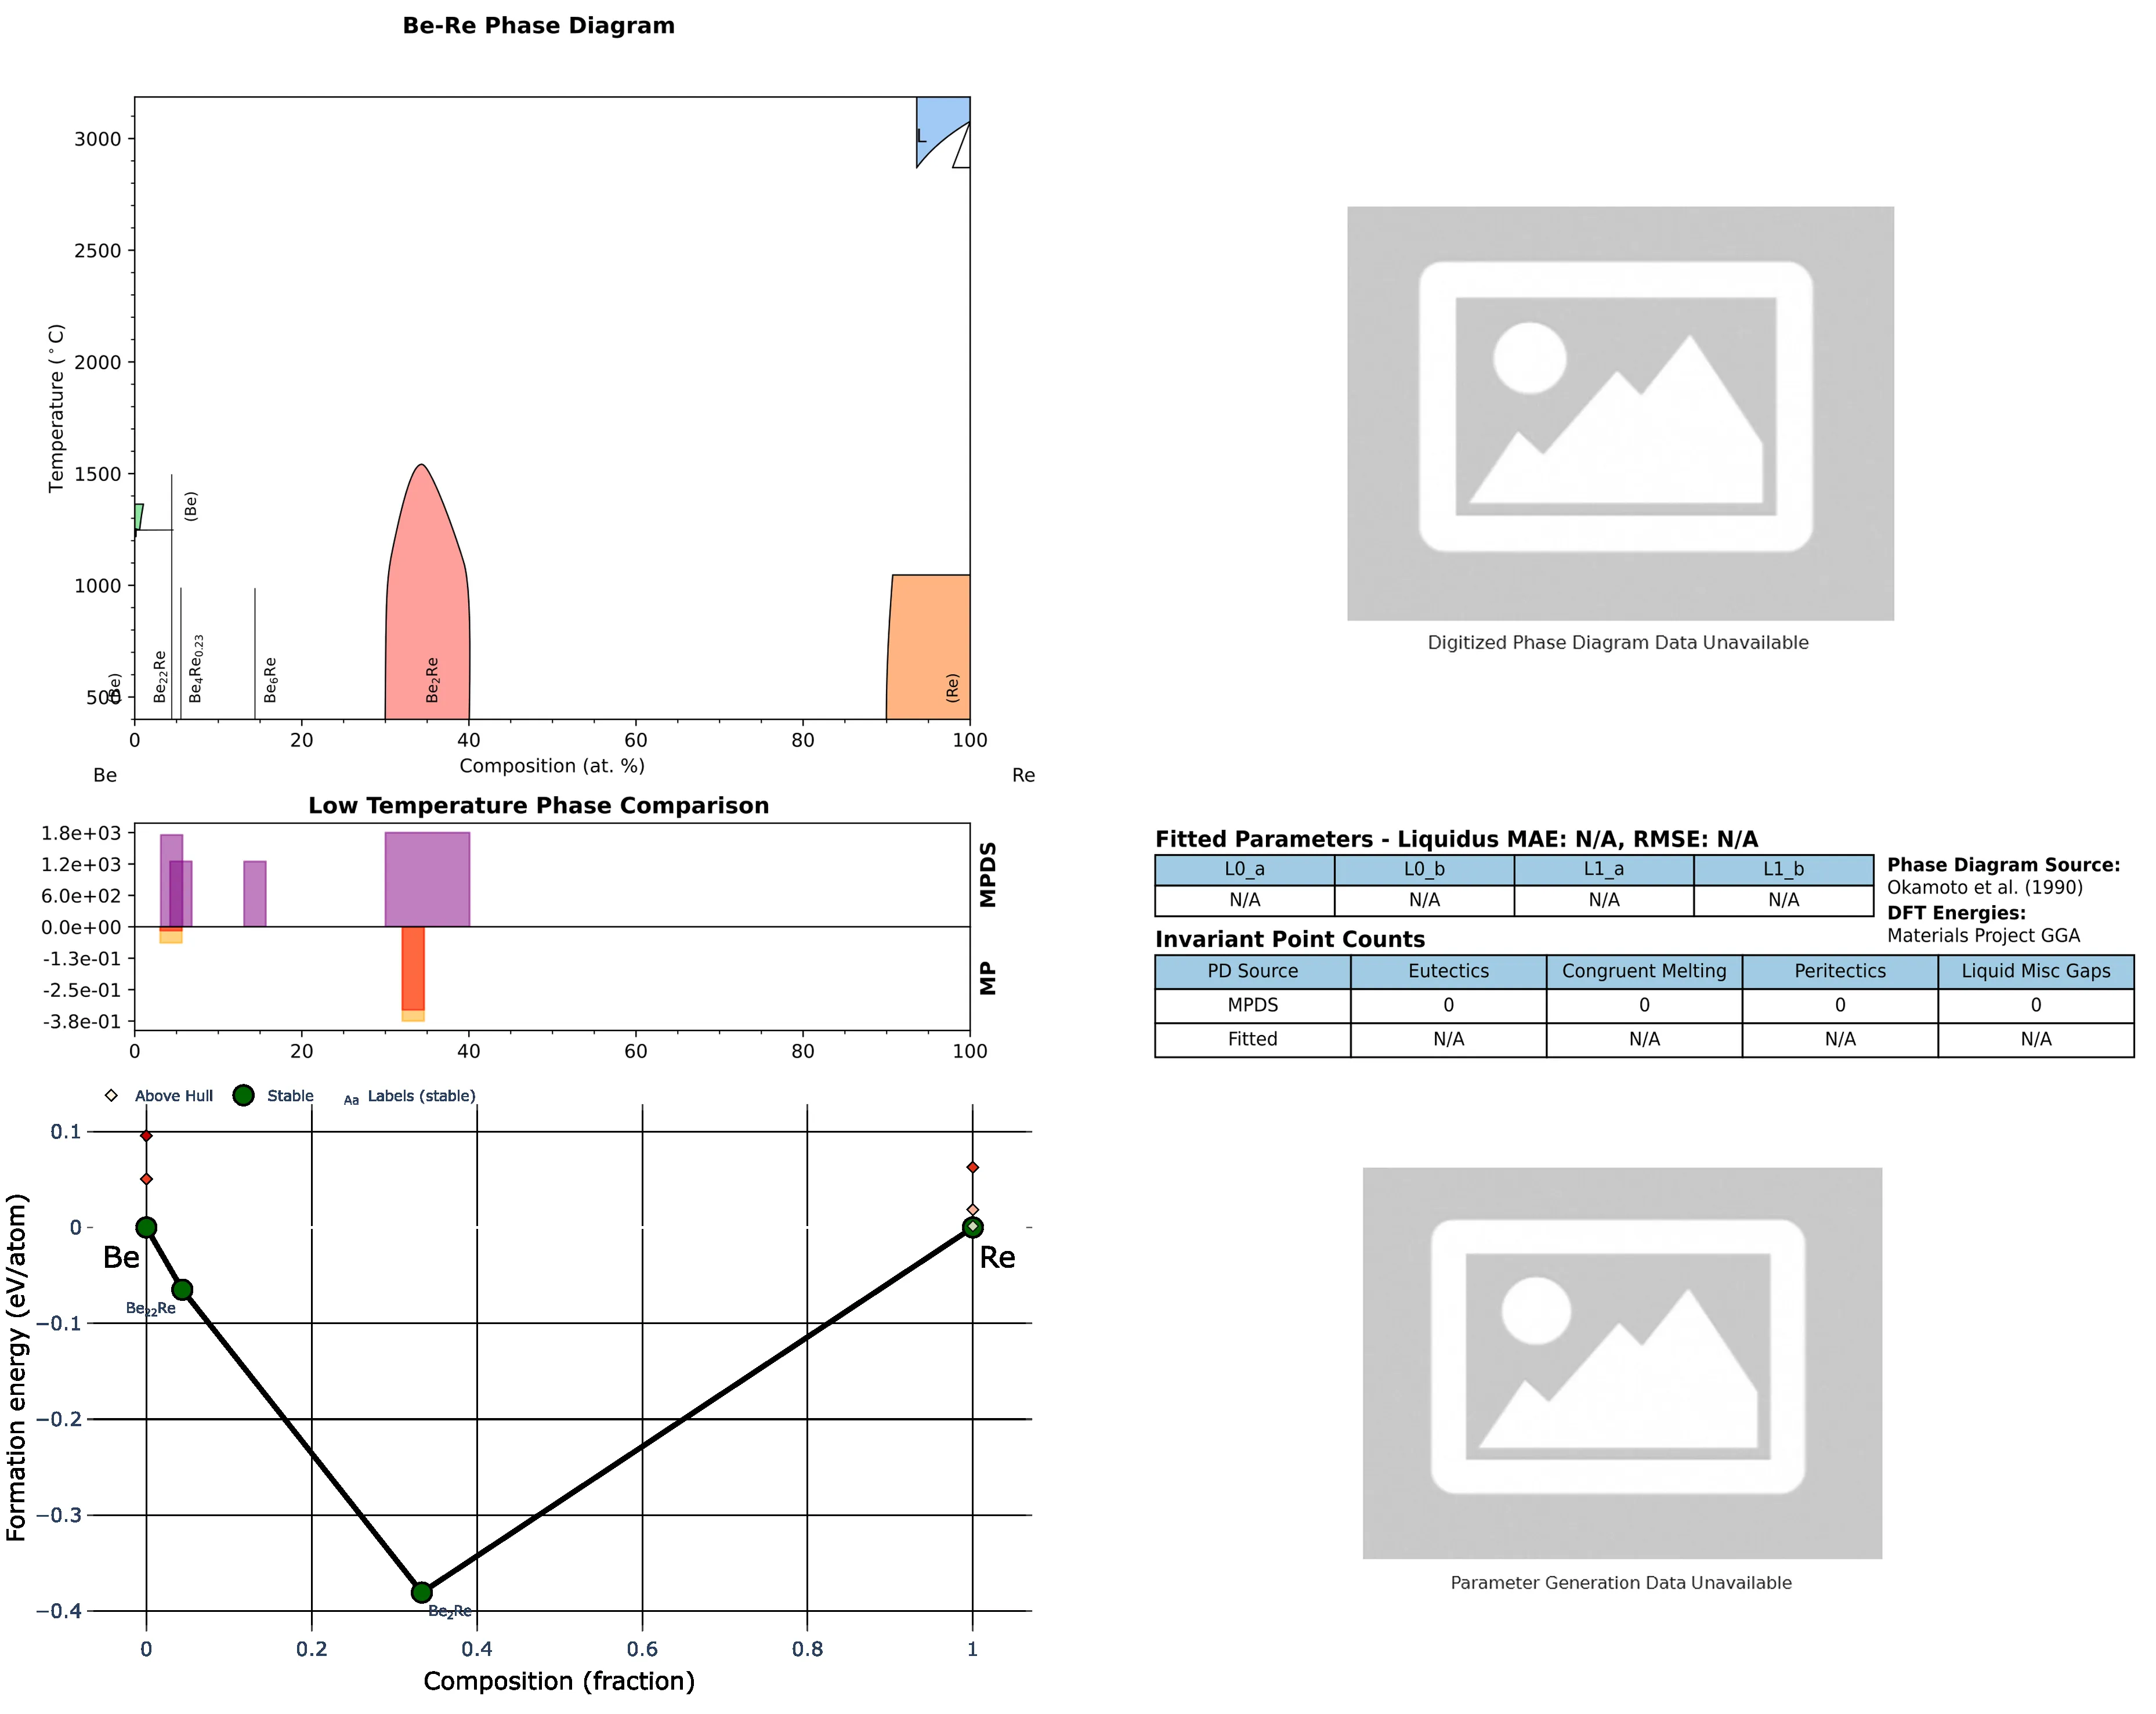 Be-Re Phase Diagram
Temperature (°C)
3000
2500
2000
1500
1000
500
L
(Be)
(Be)
Be₂₂Re
Be₄Re₀.₂₃
Be₆Re
Be₂Re
(Re)
0 20 40 60 80 100
Composition (at. %)
Be Re
Digitized Phase Diagram Data Unavailable
Low Temperature Phase Comparison
1.8e+03
1.2e+03
6.0e+02
0.0e+00
-1.3e-01
-2.5e-01
-3.8e-01
MPDS
MP
0 20 40 60 80 100
Fitted Parameters - Liquidus MAE: N/A, RMSE: N/A
L0_a L0_b L1_a L1_b
N/A N/A N/A N/A
Phase Diagram Source:
Okamoto et al. (1990)
DFT Energies:
Materials Project GGA
Invariant Point Counts
PD Source Eutectics Congruent Melting Peritectics Liquid Misc Gaps
MPDS 0 0 0 0
Fitted N/A N/A N/A N/A
Above Hull Stable Aa Labels (stable)
Formation energy (eV/atom)
0.1
0
−0.1
−0.2
−0.3
−0.4
Be
Re
Be₂₂Re
Be₂Re
0 0.2 0.4 0.6 0.8 1
Composition (fraction)
Parameter Generation Data Unavailable